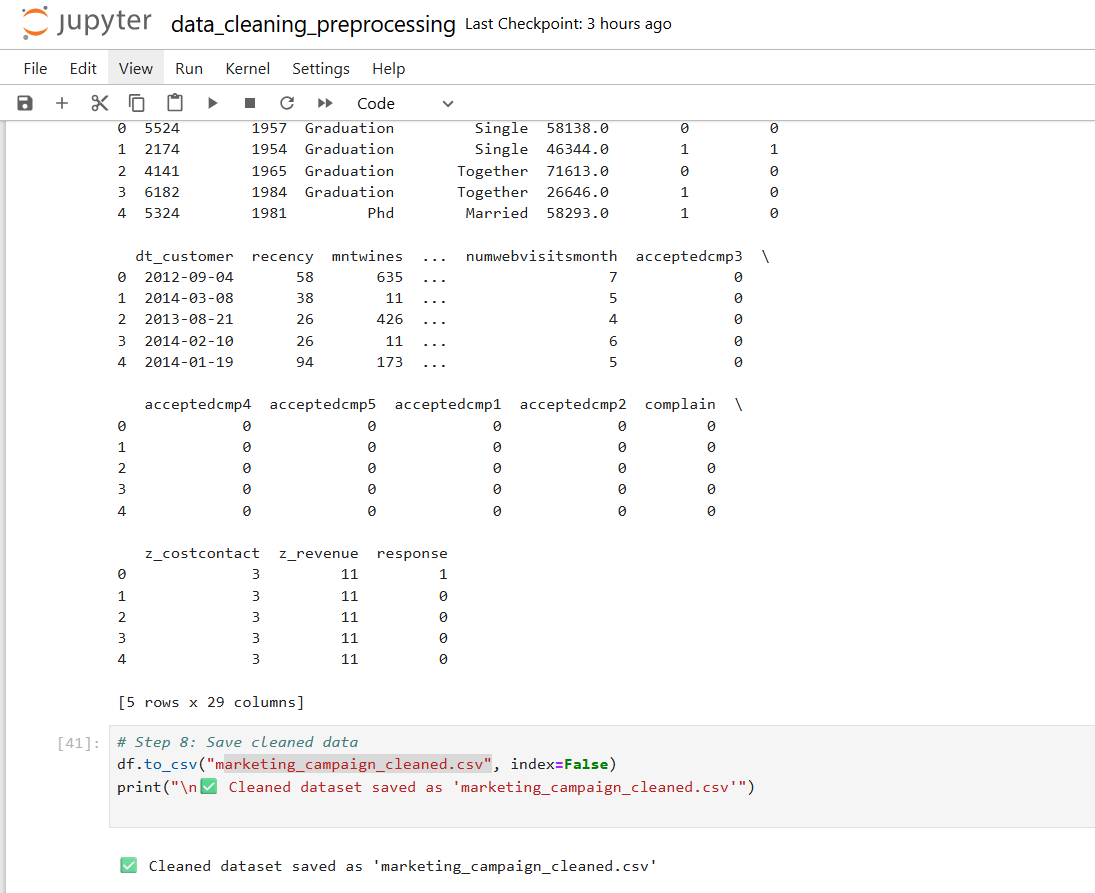 jupyter data_cleaning_preprocessing Last Checkpoint: 3 hours ago
File Edit View Run Kernel Settings Help
Code
0 5524 1957 Graduation Single 58138.0 0 0
1 2174 1954 Graduation Single 46344.0 1 1
2 4141 1965 Graduation Together 71613.0 0 0
3 6182 1984 Graduation Together 26646.0 1 0
4 5324 1981 Phd Married 58293.0 1 0
dt_customer recency mntwines ... numwebvisitsmonth acceptedcmp3 \
0 2012-09-04 58 635 ... 7 0
1 2014-03-08 38 11 ... 5 0
2 2013-08-21 26 426 ... 4 0
3 2014-02-10 26 11 ... 6 0
4 2014-01-19 94 173 ... 5 0
acceptedcmp4 acceptedcmp5 acceptedcmp1 acceptedcmp2 complain \
0 0 0 0 0 0
1 0 0 0 0 0
2 0 0 0 0 0
3 0 0 0 0 0
4 0 0 0 0 0
z_costcontact z_revenue response
0 3 11 1
1 3 11 0
2 3 11 0
3 3 11 0
4 3 11 0
[5 rows x 29 columns]
[41]: # Step 8: Save cleaned data
df.to_csv("marketing_campaign_cleaned.csv", index=False)
print("\n✅ Cleaned dataset saved as 'marketing_campaign_cleaned.csv'")
✅ Cleaned dataset saved as 'marketing_campaign_cleaned.csv'